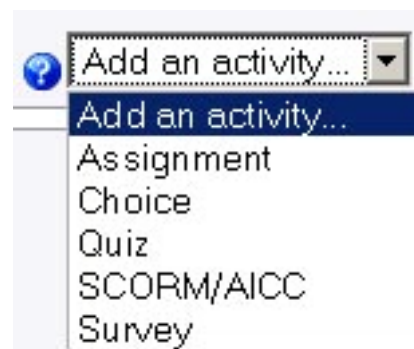 Add an activity...
Add an activity...
Assignment
Choice
Quiz
SCORM/AICC
Survey